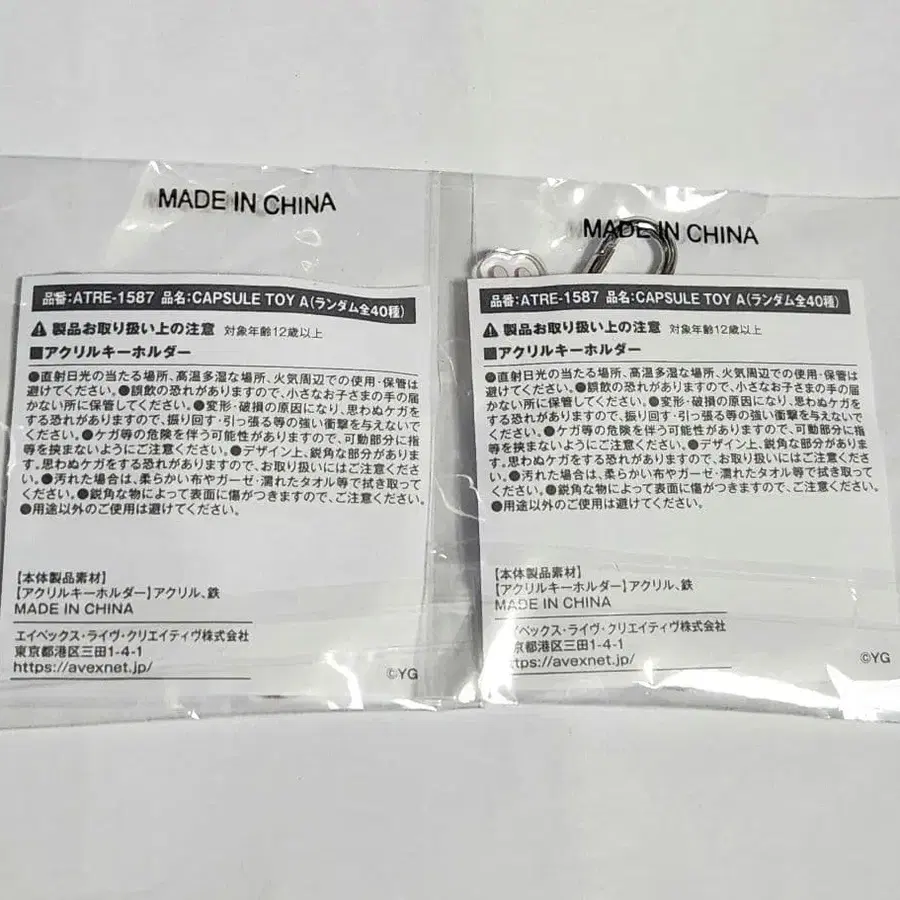 MADE IN CHINA
品番:ATRE-1587 品名:CAPSULE TOY A(ランダム全40種)
製品お取り扱い上の注意 対象年齢12歳以上
■アクリルキーホルダー
●直射日光の当たる場所、高温多湿な場所、火気周辺での使用・保管は
避けてください。●誤飲の恐れがありますので、小さなお子さまの手の届
かない所に保管してください。●変形・破損の原因になり、思わぬケガを
する恐れがありますので、振り回す・引っ張る等の強い衝撃を与えないで
ください。●ケガ等の危険を伴う可能性がありますので、可動部分に指
等を挟まないようにご注意ください。●デザイン上、鋭角な部分がありま
す。思わぬケガをする恐れがありますので、お取り扱いにはご注意くださ
い。●汚れた場合は、柔らかい布やガーゼ・濡れたタオル等で拭き取って
ください。●鋭角な物によって表面に傷がつきますので、ご注意ください。
●用途以外のご使用は避けてください。
【本体製品素材】
【アクリルキーホルダー】アクリル、鉄
MADE IN CHINA
エイベックス・ライヴ・クリエイティヴ株式会社
東京都港区三田1-4-1
https://avexnet.jp/
©YG
MADE IN CHINA
品番:ATRE-1587 品名:CAPSULE TOY A(ランダム全40種)
製品お取り扱い上の注意 対象年齢12歳以上
■アクリルキーホルダー
●直射日光の当たる場所、高温多湿な場所、火気周辺での使用・保管は
避けてください。●誤飲の恐れがありますので、小さなお子さまの手の届
かない所に保管してください。●変形・破損の原因になり、思わぬケガを
する恐れがありますので、振り回す・引っ張る等の強い衝撃を与えないで
ください。●ケガ等の危険を伴う可能性がありますので、可動部分に指
等を挟まないようにご注意ください。●デザイン上、鋭角な部分がありま
す。思わぬケガをする恐れがありますので、お取り扱いにはご注意くださ
い。●汚れた場合は、柔らかい布やガーゼ・濡れたタオル等で拭き取って
ください。●鋭角な物によって表面に傷がつきますので、ご注意ください。
●用途以外のご使用は避けてください。
【本体製品素材】
【アクリルキーホルダー】アクリル、鉄
MADE IN CHINA
エイベックス・ライヴ・クリエイティヴ株式会社
京都港区三田1-4-1
https://avexnet.jp/
©YG